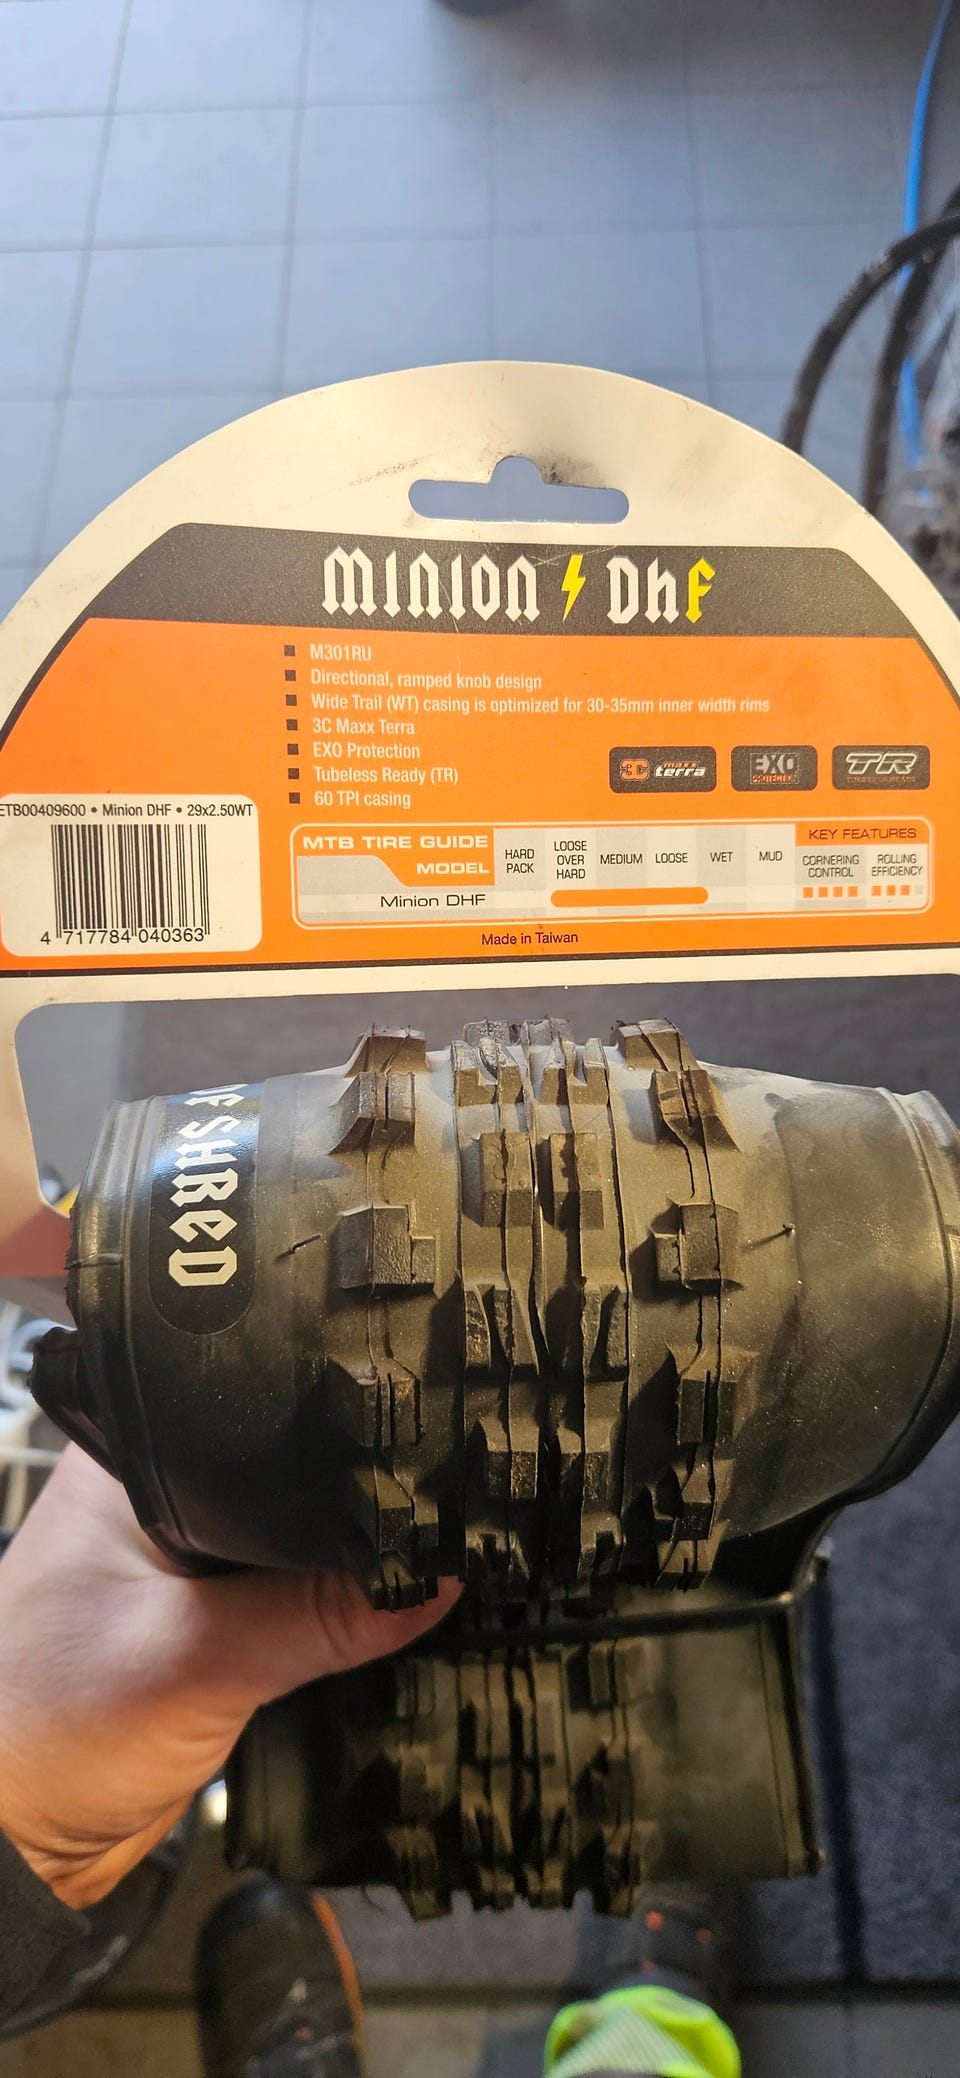 MINION DHF
M301RU
Directional, ramped knob design
Wide Trail (WT) casing is optimized for 30-35mm inner width rims
3C Maxx Terra
EXO Protection
Tubeless Ready (TR)
60 TPI casing
3C maxx terra
EXO PROTECTION
TR TUBELESS READY
ETB00409600 • Minion DHF • 29x2.50WT
4 717784 040363
MTB TIRE GUIDE
MODEL
HARD PACK
LOOSE OVER HARD
MEDIUM
LOOSE
WET
MUD
KEY FEATURES
CORNERING CONTROL
ROLLING EFFICIENCY
Minion DHF
Made in Taiwan
SHRED